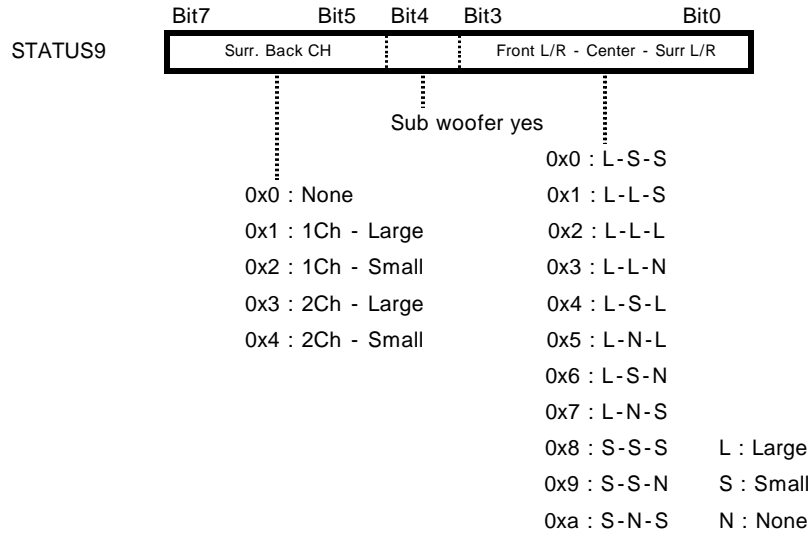 Bit7 Bit5 Bit4 Bit3 Bit0
STATUS9 Surr. Back CH Front L/R - Center - Surr L/R
Sub woofer yes
0x0 : L-S-S
0x0 : None 0x1 : L-L-S
0x1 : 1Ch - Large 0x2 : L-L-L
0x2 : 1Ch - Small 0x3 : L-L-N
0x3 : 2Ch - Large 0x4 : L-S-L
0x4 : 2Ch - Small 0x5 : L-N-L
0x6 : L-S-N
0x7 : L-N-S
0x8 : S-S-S L : Large
0x9 : S-S-N S : Small
0xa : S-N-S N : None